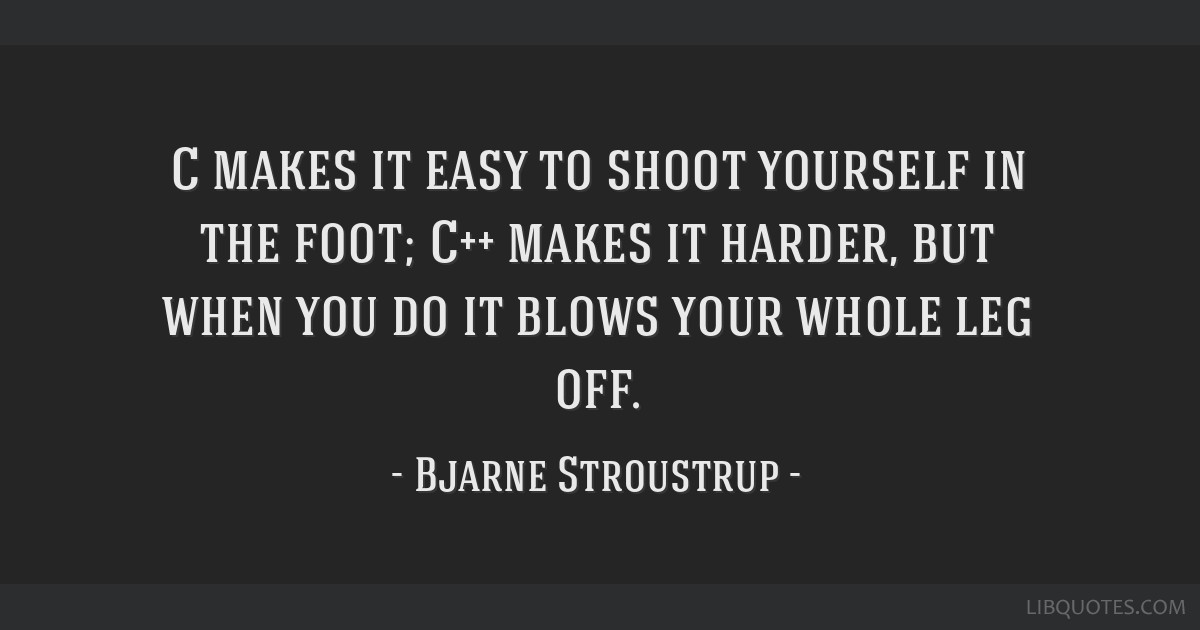 C makes it easy to shoot yourself in
the foot; C++ makes it harder, but
when you do it blows your whole leg
off.
- Bjarne Stroustrup -
LIBQUOTES.COM